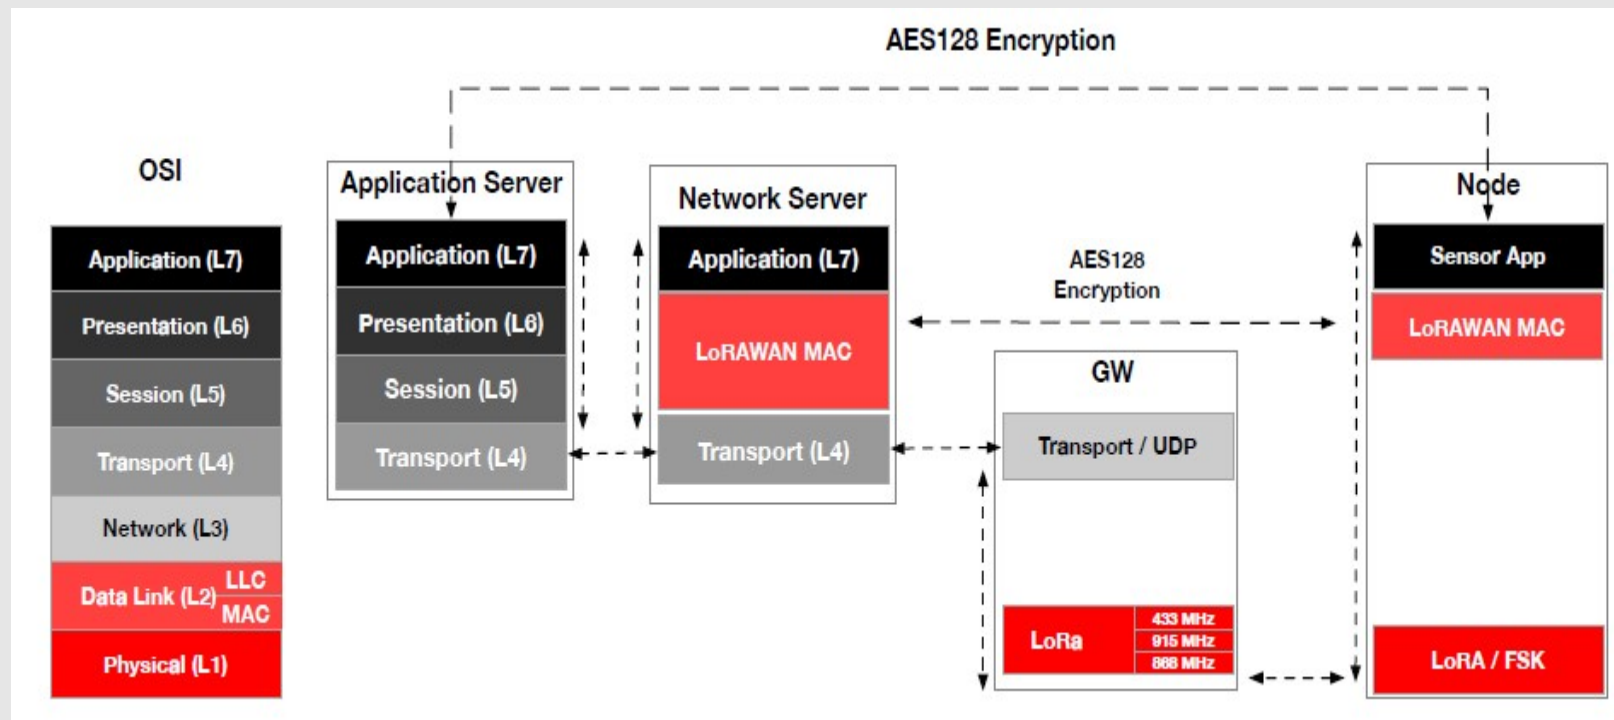 AES128 Encryption
OSI
Application (L7)
Presentation (L6)
Session (L5)
Transport (L4)
Network (L3)
Data Link (L2)
LLC
MAC
Physical (L1)
Application Server
Application (L7)
Presentation (L6)
Session (L5)
Transport (L4)
Network Server
Application (L7)
LoRAWAN MAC
Transport (L4)
AES128
Encryption
GW
Transport / UDP
LoRa
433 MHz
915 MHz
868 MHz
Node
Sensor App
LoRAWAN MAC
LoRA / FSK